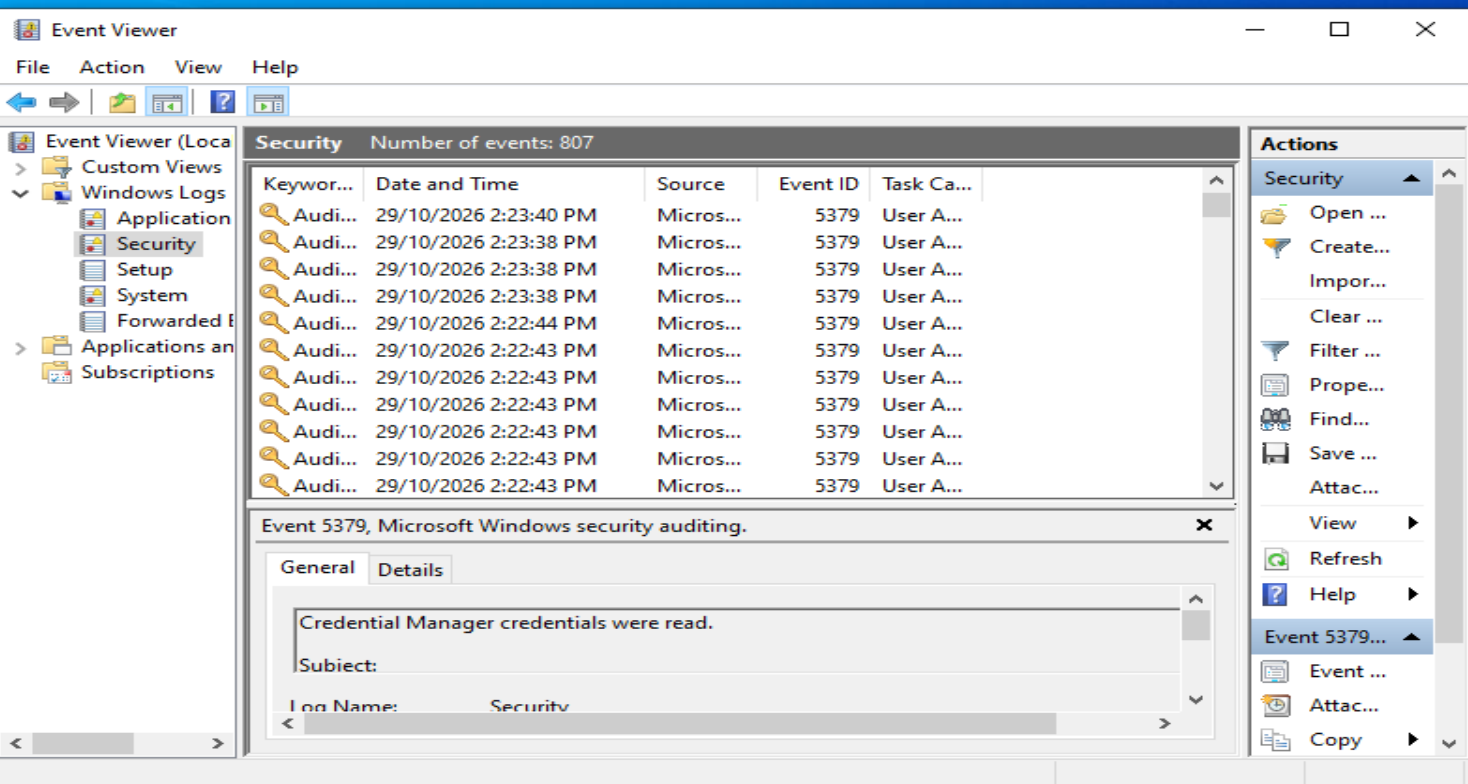 Event Viewer
File Action View Help
Event Viewer (Loca
Custom Views
Windows Logs
Application
Security
Setup
System
Forwarded E
Applications an
Subscriptions
Security Number of events: 807
Keywor... Date and Time Source Event ID Task Ca...
Audi... 29/10/2026 2:23:40 PM Micros... 5379 User A...
Audi... 29/10/2026 2:23:38 PM Micros... 5379 User A...
Audi... 29/10/2026 2:23:38 PM Micros... 5379 User A...
Audi... 29/10/2026 2:23:38 PM Micros... 5379 User A...
Audi... 29/10/2026 2:22:44 PM Micros... 5379 User A...
Audi... 29/10/2026 2:22:43 PM Micros... 5379 User A...
Audi... 29/10/2026 2:22:43 PM Micros... 5379 User A...
Audi... 29/10/2026 2:22:43 PM Micros... 5379 User A...
Audi... 29/10/2026 2:22:43 PM Micros... 5379 User A...
Audi... 29/10/2026 2:22:43 PM Micros... 5379 User A...
Audi... 29/10/2026 2:22:43 PM Micros... 5379 User A...
Event 5379, Microsoft Windows security auditing.
General Details
Credential Manager credentials were read.
Subject:
Log Name: Security
Actions
Security
Open ...
Create...
Impor...
Clear ...
Filter ...
Prope...
Find...
Save ...
Attac...
View
Refresh
Help
Event 5379...
Event ...
Attac...
Copy